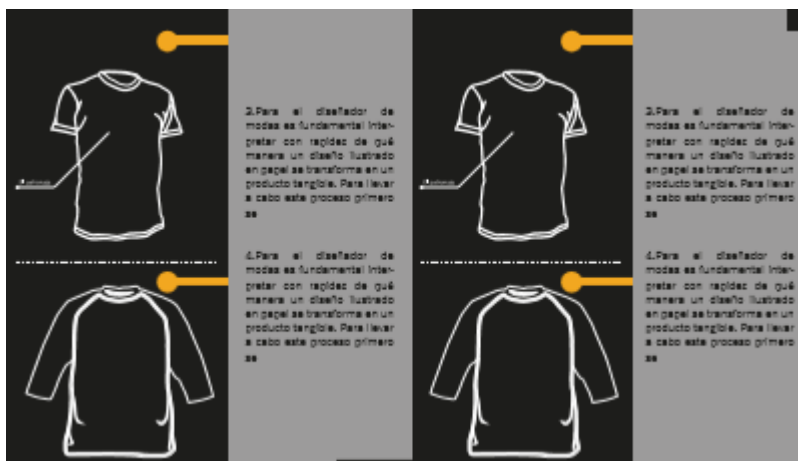 3.Para el diseñador de
modas es fundamental inter-
pretar con rapidez de qué
manera un diseño ilustrado
en papel se transforma en un
producto tangible. Para llevar
a cabo este proceso primero
se
4.Para el diseñador de
modas es fundamental inter-
pretar con rapidez de qué
manera un diseño ilustrado
en papel se transforma en un
producto tangible. Para llevar
a cabo este proceso primero
se
3.Para el diseñador de
modas es fundamental inter-
pretar con rapidez de qué
manera un diseño ilustrado
en papel se transforma en un
producto tangible. Para llevar
a cabo este proceso primero
se
4.Para el diseñador de
modas es fundamental inter-
pretar con rapidez de qué
manera un diseño ilustrado
en papel se transforma en un
producto tangible. Para llevar
a cabo este proceso primero
se